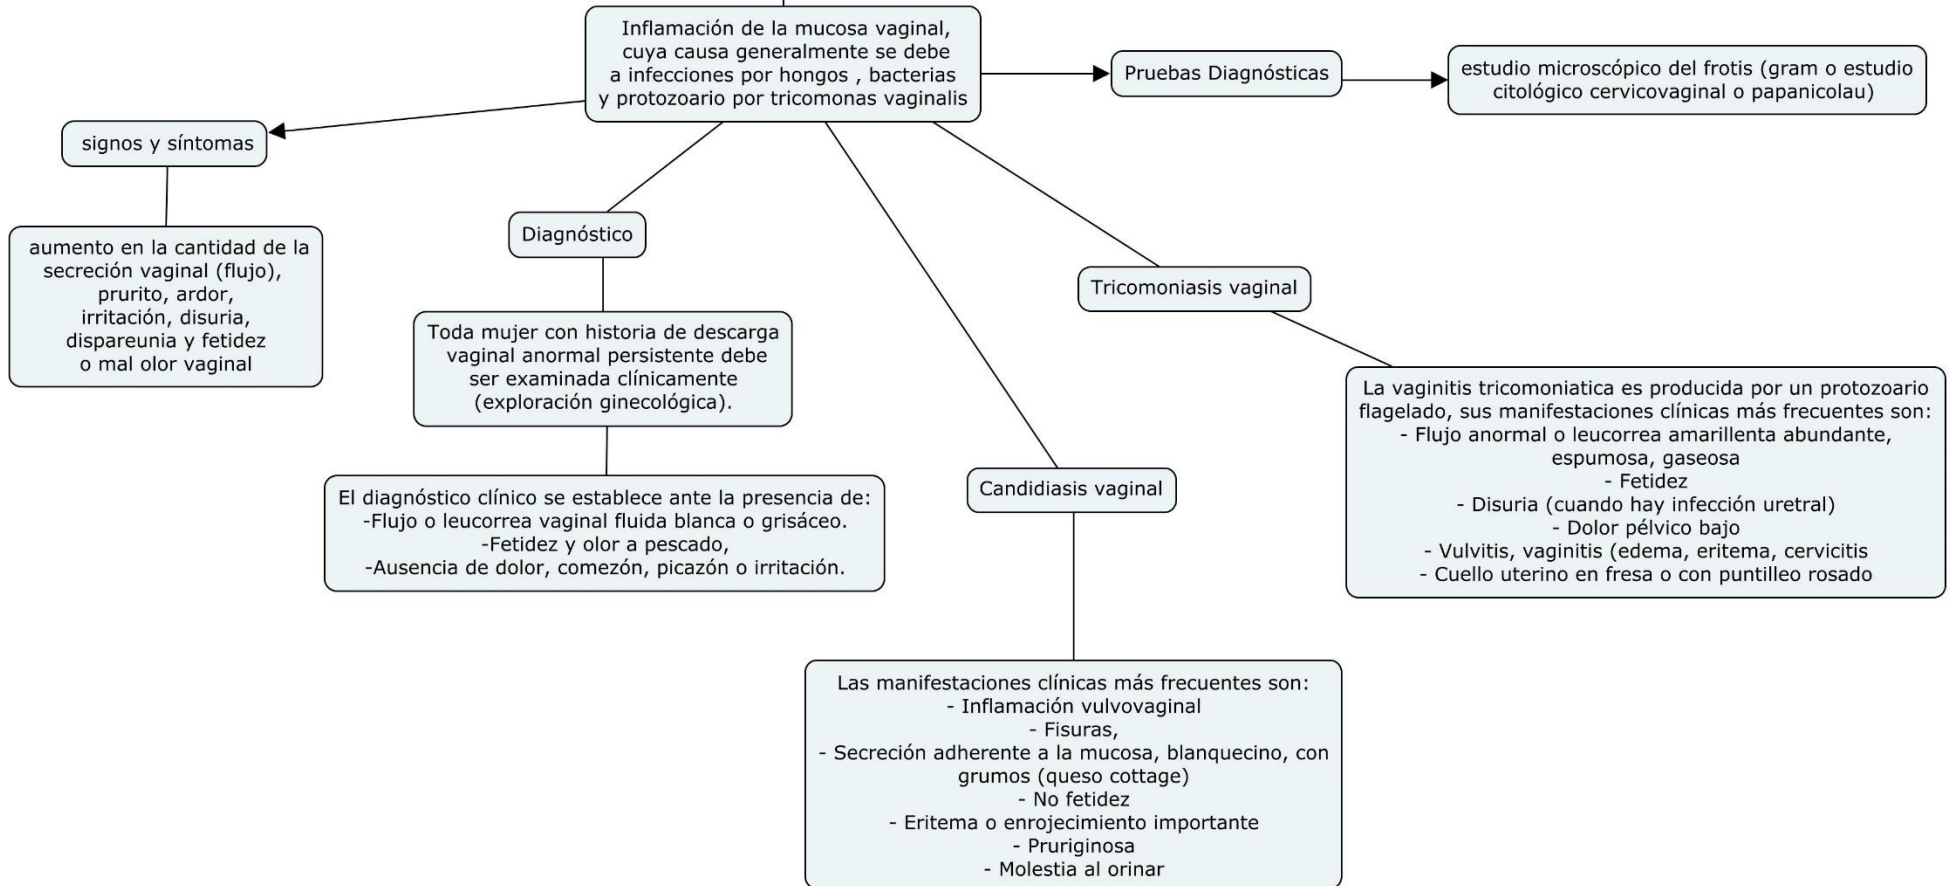 Inflamación de la mucosa vaginal,
cuya causa generalmente se debe
a infecciones por hongos , bacterias
y protozoario por tricomonas vaginalis
Pruebas Diagnósticas
estudio microscópico del frotis (gram o estudio
citológico cervicovaginal o papanicolau)
signos y síntomas
aumento en la cantidad de la
secreción vaginal (flujo),
prurito, ardor,
irritación, disuria,
dispareunia y fetidez
o mal olor vaginal
Diagnóstico
Toda mujer con historia de descarga
vaginal anormal persistente debe
ser examinada clínicamente
(exploración ginecológica).
El diagnóstico clínico se establece ante la presencia de:
-Flujo o leucorrea vaginal fluida blanca o grisáceo.
-Fetidez y olor a pescado,
-Ausencia de dolor, comezón, picazón o irritación.
Candidiasis vaginal
Las manifestaciones clínicas más frecuentes son:
- Inflamación vulvovaginal
- Fisuras,
- Secreción adherente a la mucosa, blanquecino, con
grumos (queso cottage)
- No fetidez
- Eritema o enrojecimiento importante
- Pruriginosa
- Molestia al orinar
Tricomoniasis vaginal
La vaginitis tricomoniatica es producida por un protozoario
flagelado, sus manifestaciones clínicas más frecuentes son:
- Flujo anormal o leucorrea amarillenta abundante,
espumosa, gaseosa
- Fetidez
- Disuria (cuando hay infección uretral)
- Dolor pélvico bajo
- Vulvitis, vaginitis (edema, eritema, cervicitis
- Cuello uterino en fresa o con puntilleo rosado